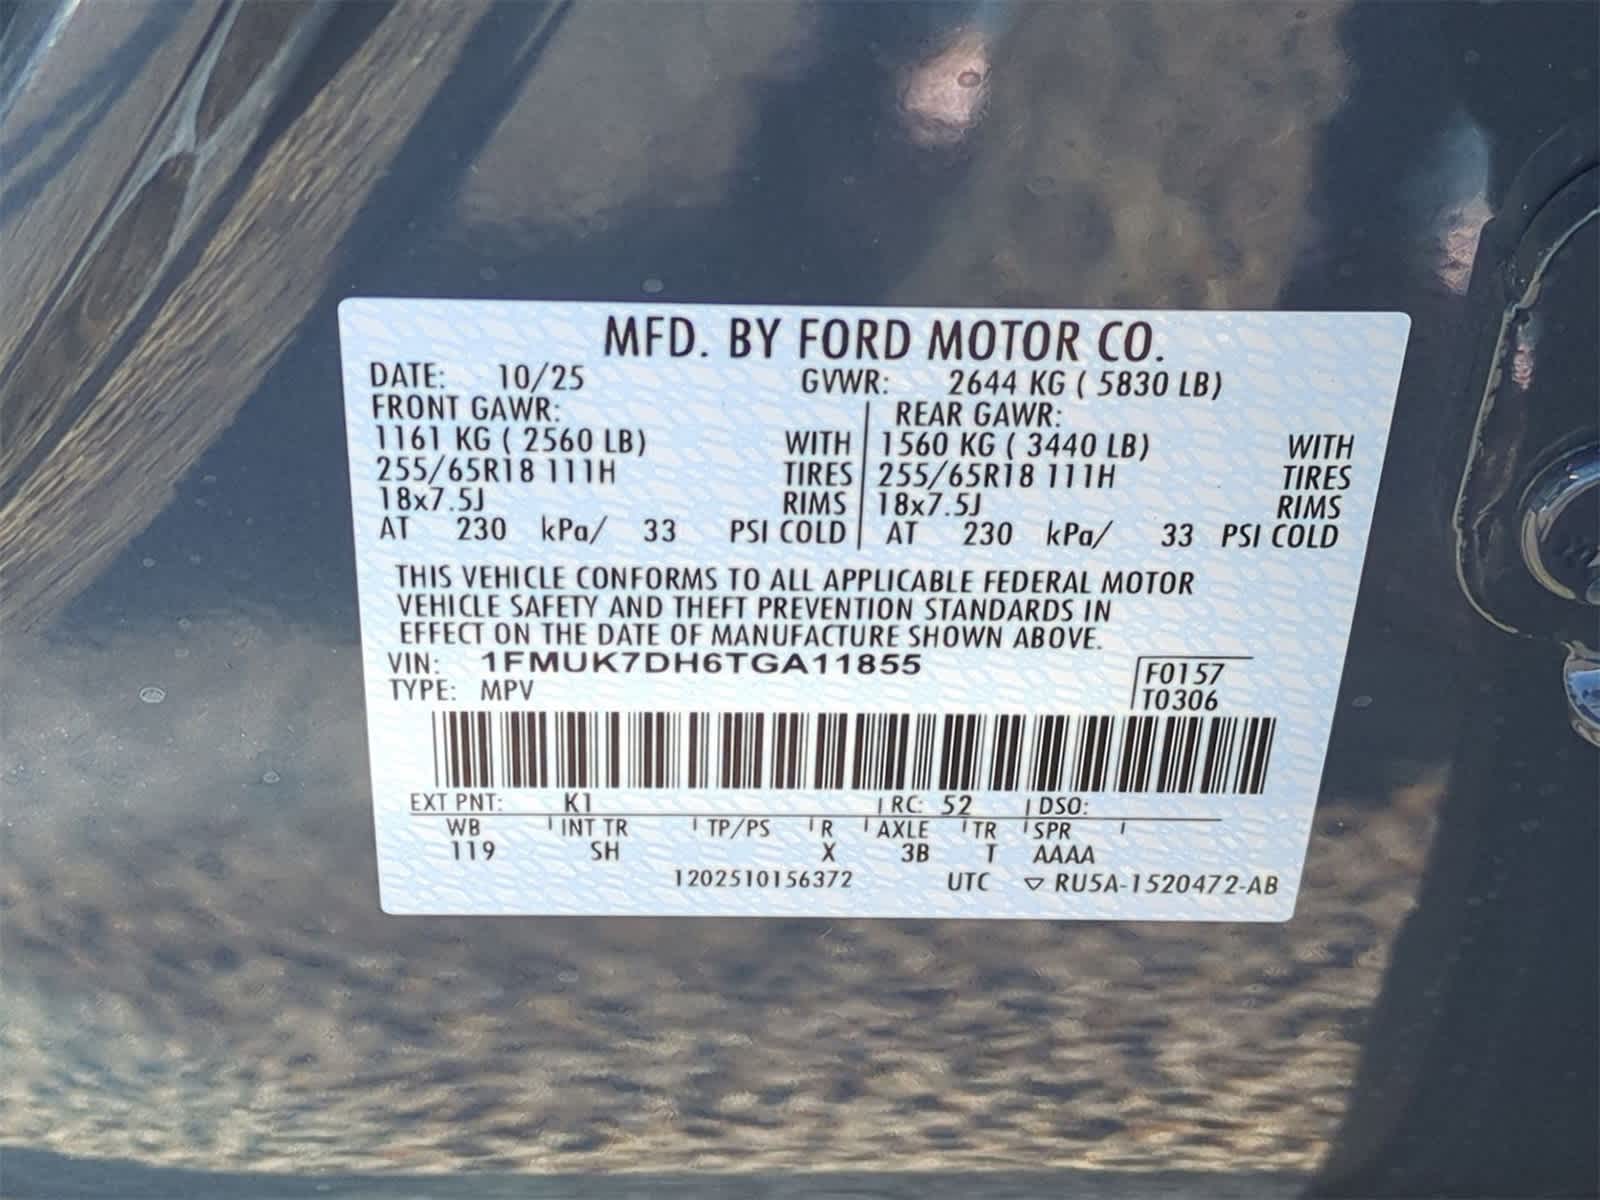 MFD. BY FORD MOTOR CO.
DATE: 10/25 GVWR: 2644 KG ( 5830 LB)
FRONT GAWR: REAR GAWR:
1161 KG ( 2560 LB) WITH 1560 KG ( 3440 LB) WITH
255/65R18 111H TIRES 255/65R18 111H TIRES
18x7.5J RIMS 18x7.5J RIMS
AT 230 kPa/ 33 PSI COLD AT 230 kPa/ 33 PSI COLD
THIS VEHICLE CONFORMS TO ALL APPLICABLE FEDERAL MOTOR
VEHICLE SAFETY AND THEFT PREVENTION STANDARDS IN
EFFECT ON THE DATE OF MANUFACTURE SHOWN ABOVE.
VIN: 1FMUK7DH6TGA11855 F0157
TYPE: MPV T0306
EXT PNT: K1 RC: 52 DSO:
WB INT TR TP/PS R AXLE TR SPR
119 SH X 3B T AAAA
1202510156372 UTC ▽ RU5A-1520472-AB